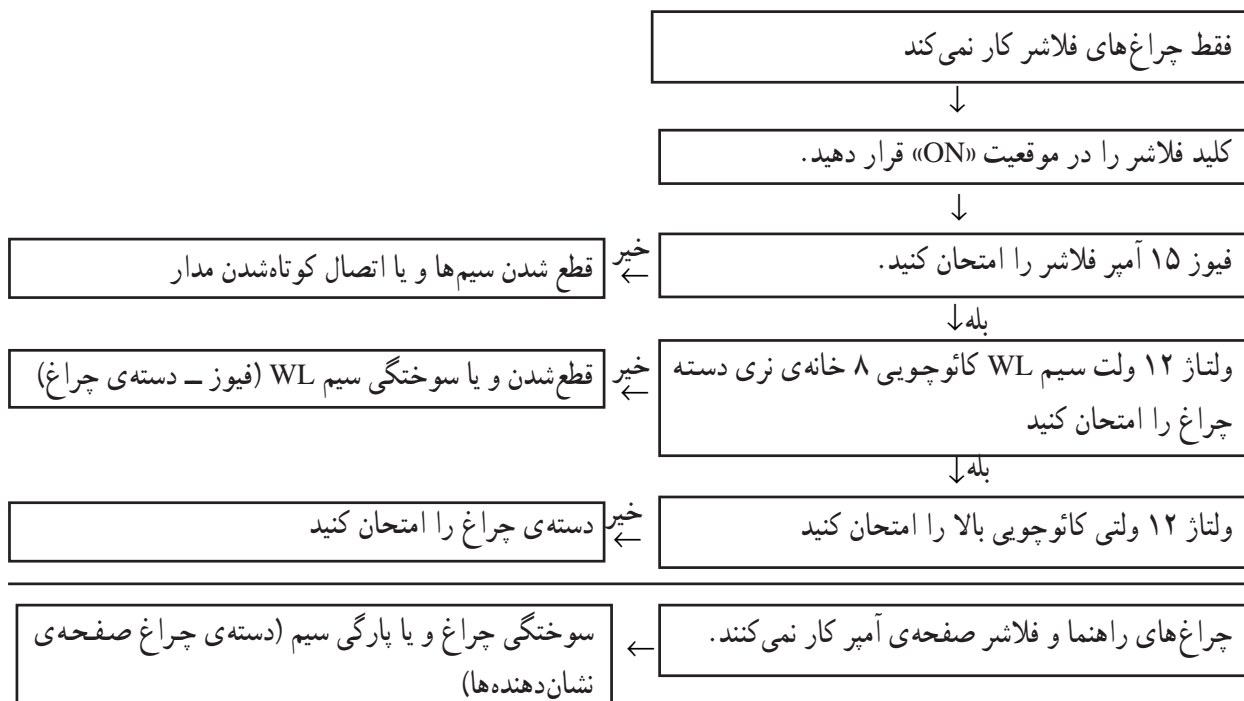 فقط چراغ‌های فلاشر کار نمی‌کند
↓
کلید فلاشر را در موقعیت «ON» قرار دهید.
↓
فیوز ۱۵ آمپر فلاشر را امتحان کنید.
خیر
←
قطع شدن سیم‌ها و یا اتصال کوتاه‌شدن مدار
بله↓
ولتاژ ۱۲ ولت سیم WL کائوچویی ۸ خانه‌ی نری دسته
چراغ را امتحان کنید
خیر
←
قطع‌شدن و یا سوختگی سیم WL (فیوز ــ دسته‌ی چراغ)
بله↓
ولتاژ ۱۲ ولتی کائوچویی بالا را امتحان کنید
خیر
←
دسته‌ی چراغ را امتحان کنید
چراغ‌های راهنما و فلاشر صفحه‌ی آمپر کار نمی‌کنند.
←
سوختگی چراغ و یا پارگی سیم (دسته‌ی چراغ صفحه‌ی
نشان‌دهنده‌ها)